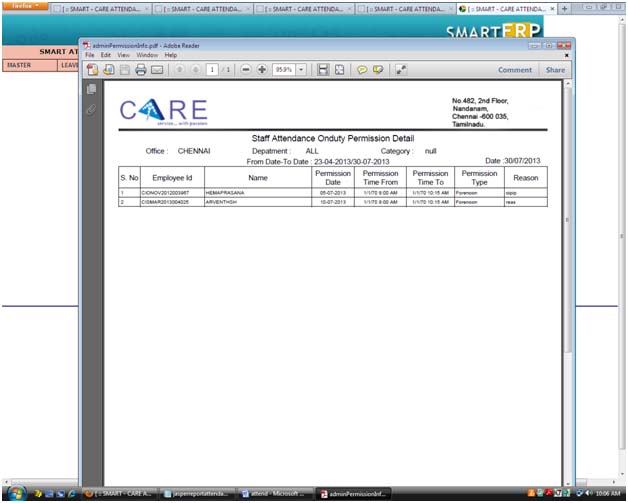 Firefox
[ :: SMART - CARE ATTENDA... × [ :: SMART - CARE ATTENDA... × [ :: SMART - CARE ATTENDA... × [ :: SMART - CARE ATTENDA... × [ :: SMART - CARE ATTENDA... × +
SMARTERP
SMART AT
MASTER LEAV
adminPermissionInfo.pdf - Adobe Reader
File Edit View Window Help
1 / 1 95.9% Comment Share
CARE
service... with passion
No.482, 2nd Floor,
Nandanam,
Chennai -600 035,
Tamilnadu.
Staff Attendance Onduty Permission Detail
Office : CHENNAI Depatment : ALL Category : null
From Date-To Date : 23-04-2013/30-07-2013 Date :30/07/2013
S. No Employee Id Name Permission Date Permission Time From Permission Time To Permission Type Reason
1 CIONOV2012003967 HEMAPRASANA 05-07-2013 1/1/70 9:00 AM 1/1/70 10:15 AM Forenoon
2 CISMAR2013004025 ARVENTHSH 10-07-2013 1/1/70 9:00 AM 1/1/70 10:15 AM Forenoon reas
[ :: SMART - CARE A... jasperreportattenda... attend - Microsoft ... adminPermissionInf... 10:06 AM